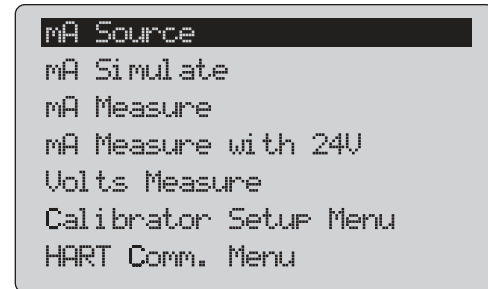 mA Source
mA Simulate
mA Measure
mA Measure with 24V
Volts Measure
Calibrator Setup Menu
HART Comm. Menu